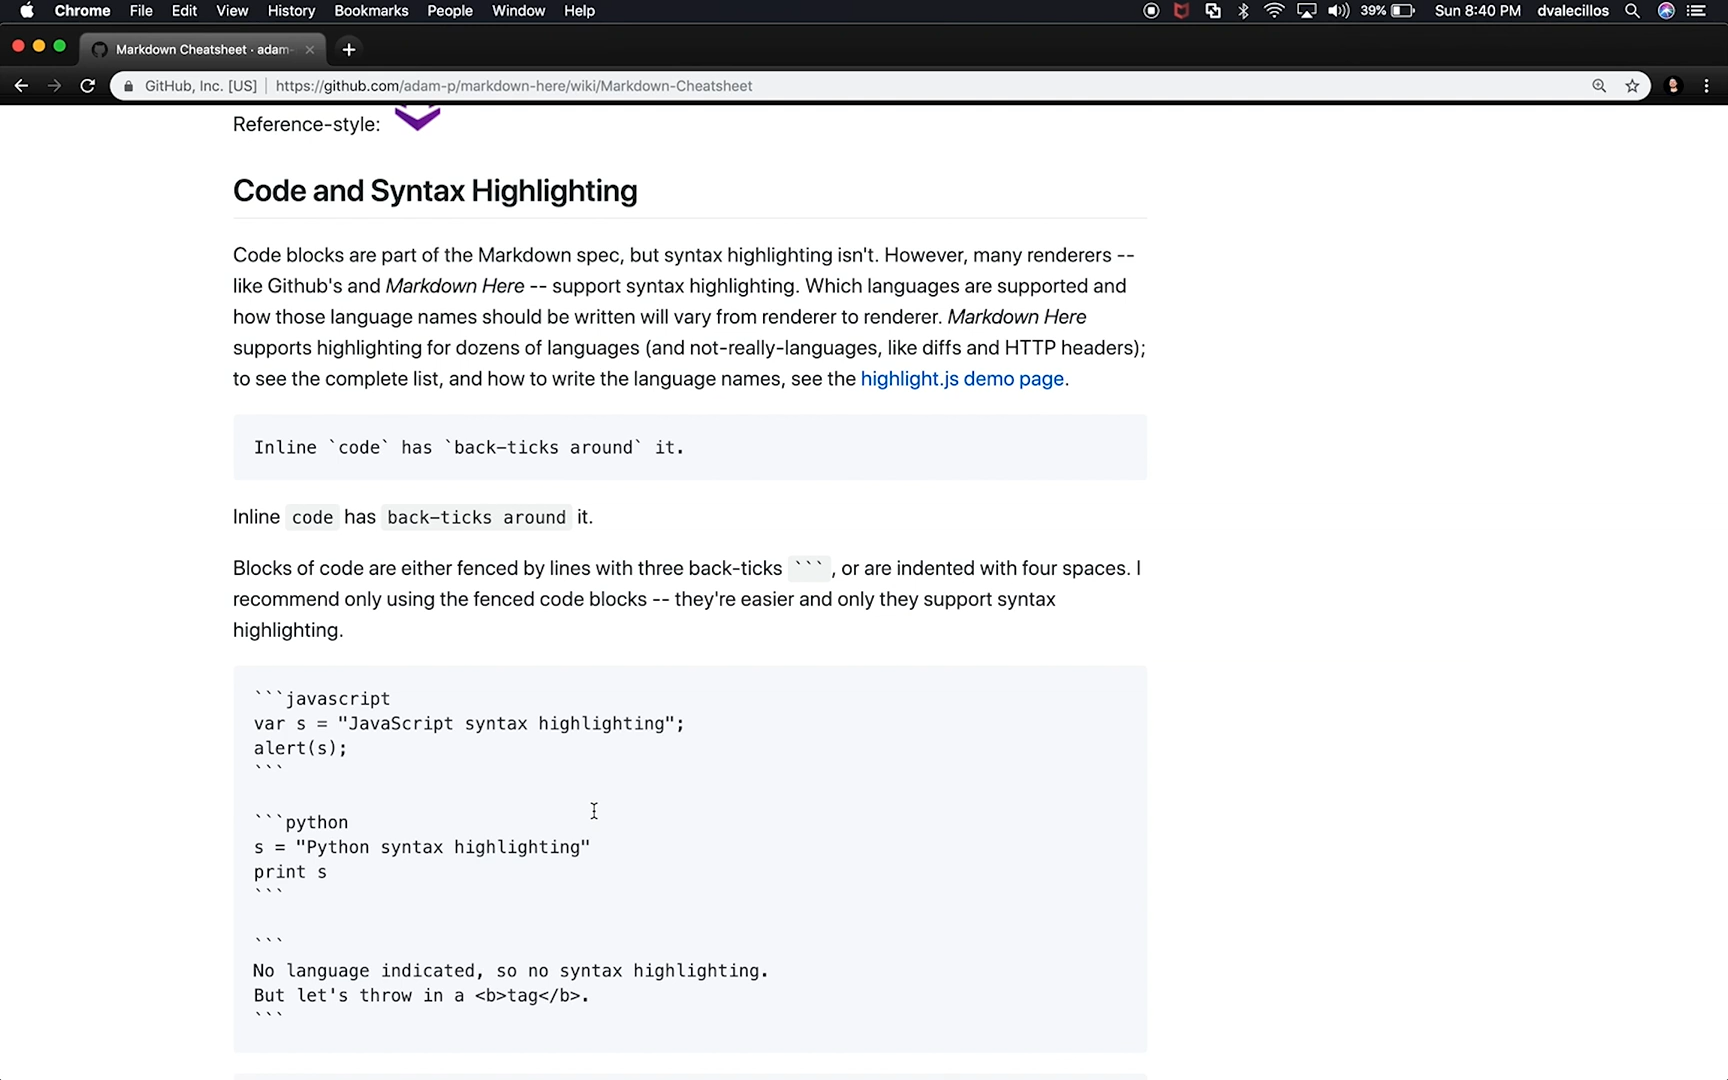 Chrome File Edit View History Bookmarks People Window Help 39% Sun 8:40 PM dvalecillos
Markdown Cheatsheet · adam-
GitHub, Inc. [US] https://github.com/adam-p/markdown-here/wiki/Markdown-Cheatsheet
Reference-style:
Code and Syntax Highlighting
Code blocks are part of the Markdown spec, but syntax highlighting isn't. However, many renderers --
like Github's and Markdown Here -- support syntax highlighting. Which languages are supported and
how those language names should be written will vary from renderer to renderer. Markdown Here
supports highlighting for dozens of languages (and not-really-languages, like diffs and HTTP headers);
to see the complete list, and how to write the language names, see the highlight.js demo page.
Inline `code` has `back-ticks around` it.
Inline code has back-ticks around it.
Blocks of code are either fenced by lines with three back-ticks ```, or are indented with four spaces. I
recommend only using the fenced code blocks -- they're easier and only they support syntax
highlighting.
```javascript
var s = "JavaScript syntax highlighting";
alert(s);
```
```python
s = "Python syntax highlighting"
print s
```
```
No language indicated, so no syntax highlighting.
But let's throw in a <b>tag</b>.
```